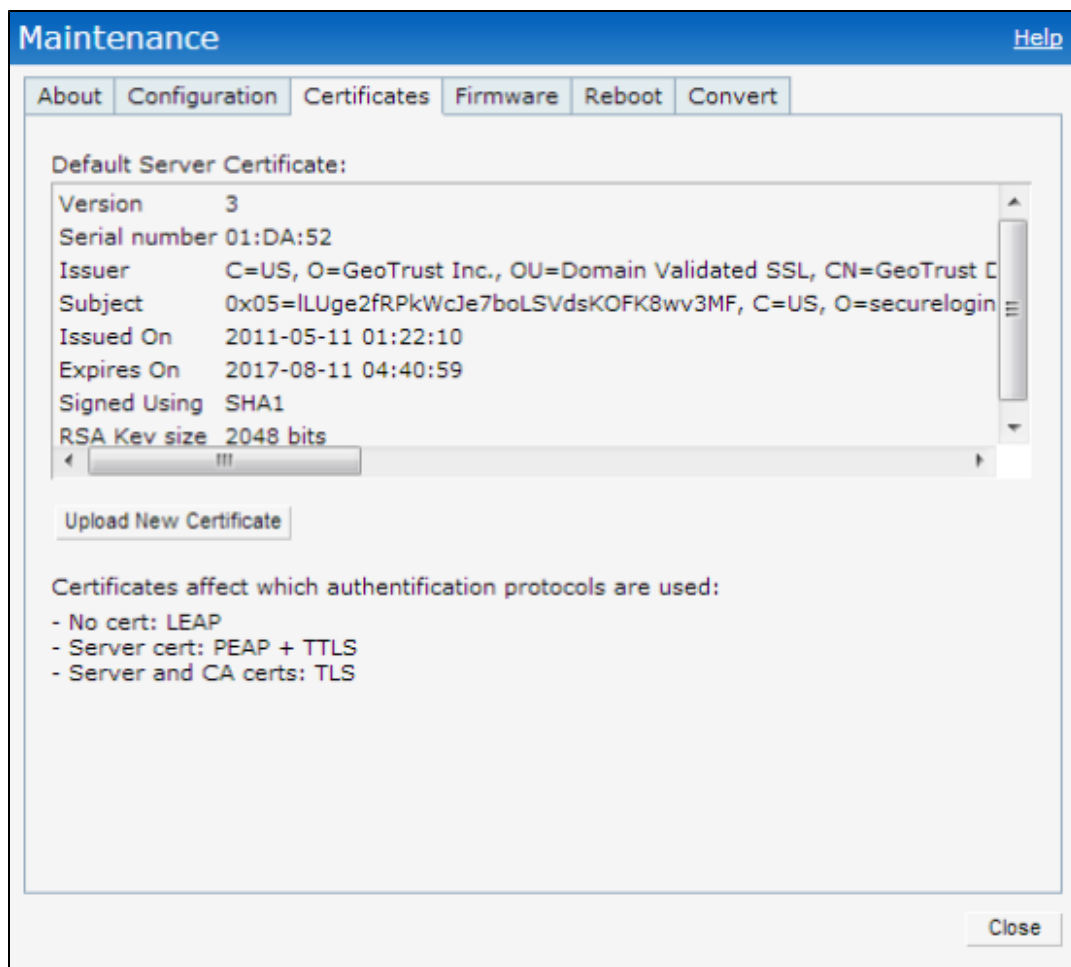 Maintenance
Help
About Configuration Certificates Firmware Reboot Convert
Default Server Certificate:
Version 3
Serial number 01:DA:52
Issuer C=US, O=GeoTrust Inc., OU=Domain Validated SSL, CN=GeoTrust D
Subject 0x05=lLUge2fRPkWcJe7boLSVdsKOFK8wv3MF, C=US, O=securelogin
Issued On 2011-05-11 01:22:10
Expires On 2017-08-11 04:40:59
Signed Using SHA1
RSA Key size 2048 bits
Upload New Certificate
Certificates affect which authentification protocols are used:
- No cert: LEAP
- Server cert: PEAP + TTLS
- Server and CA certs: TLS
Close